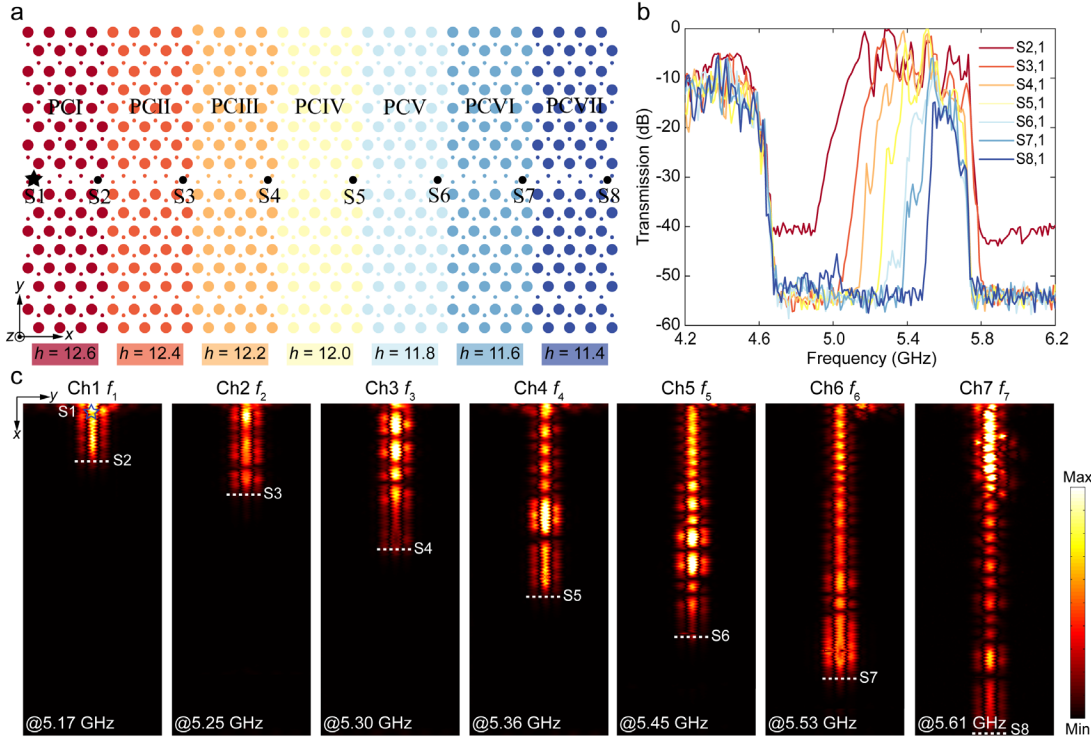 a
PCI PCII PCIII PCIV PCV PCVI PCVII
S1 S2 S3 S4 S5 S6 S7 S8
y
z x
h = 12.6 h = 12.4 h = 12.2 h = 12.0 h = 11.8 h = 11.6 h = 11.4
b
Transmission (dB)
0
-10
-20
-30
-40
-50
-60
4.2 4.6 5.0 5.4 5.8 6.2
Frequency (GHz)
S2,1
S3,1
S4,1
S5,1
S6,1
S7,1
S8,1
c
y
x
Ch1 f1 Ch2 f2 Ch3 f3 Ch4 f4 Ch5 f5 Ch6 f6 Ch7 f7
S1
S2
S3
S4
S5
S6
S7
S8
@5.17 GHz @5.25 GHz @5.30 GHz @5.36 GHz @5.45 GHz @5.53 GHz @5.61 GHz
Max
Min